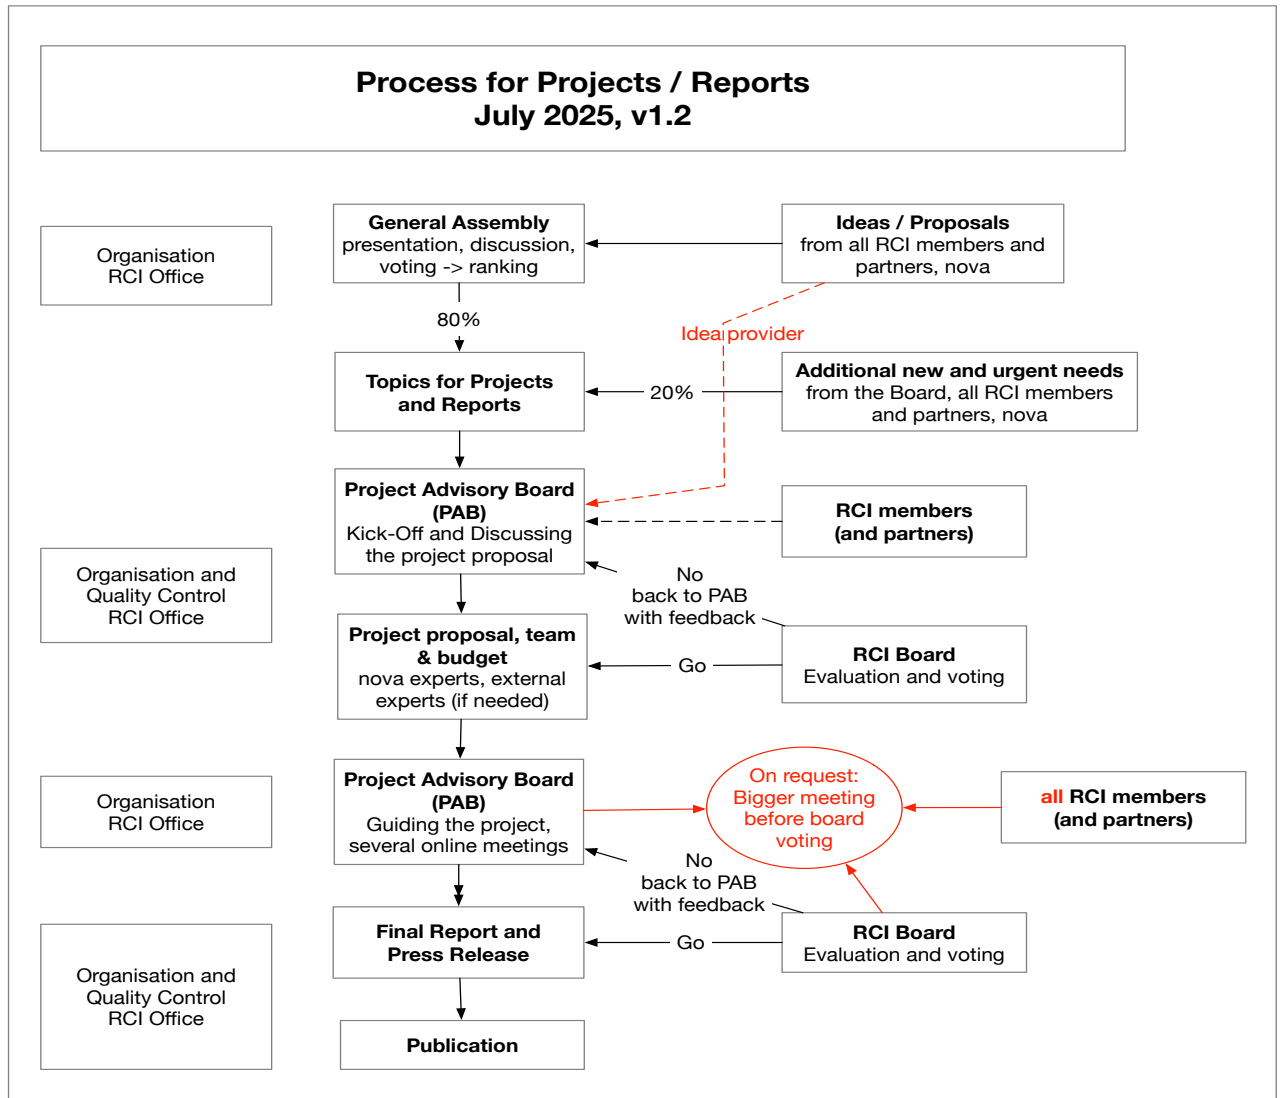 Process for Projects / Reports
July 2025, v1.2
Organisation
RCI Office
General Assembly
presentation, discussion,
voting -> ranking
Ideas / Proposals
from all RCI members and
partners, nova
80%
Idea provider
Topics for Projects
and Reports
20%
Additional new and urgent needs
from the Board, all RCI members
and partners, nova
Project Advisory Board
(PAB)
Kick-Off and Discussing
the project proposal
RCI members
(and partners)
Organisation and
Quality Control
RCI Office
No
back to PAB
with feedback
Project proposal, team
& budget
nova experts, external
experts (if needed)
Go
RCI Board
Evaluation and voting
Organisation
RCI Office
Project Advisory Board
(PAB)
Guiding the project,
several online meetings
On request:
Bigger meeting
before board
voting
all RCI members
(and partners)
No
back to PAB
with feedback
Final Report and
Press Release
Go
RCI Board
Evaluation and voting
Organisation and
Quality Control
RCI Office
Publication